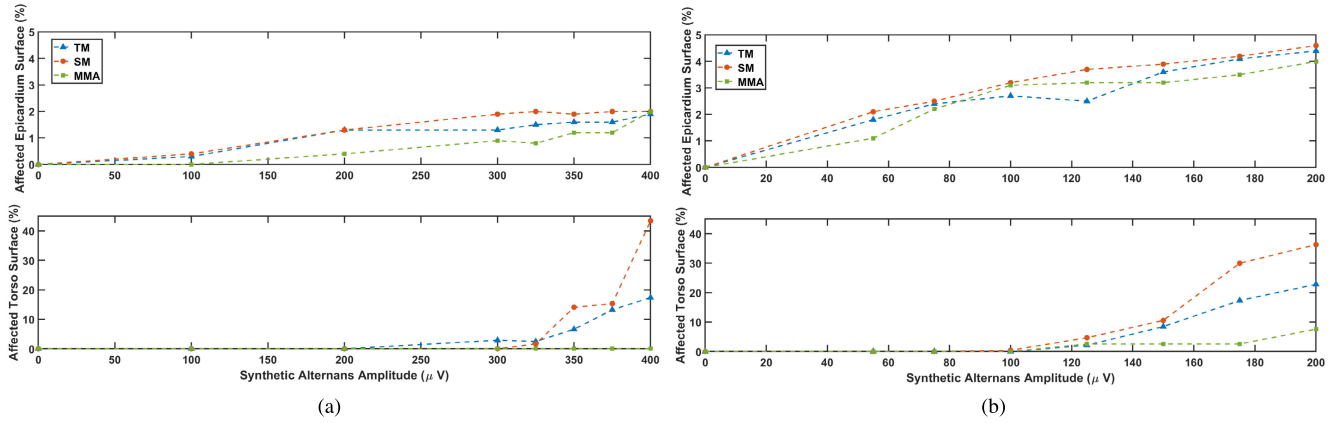 Affected Epicardium Surface (%)
5
4
3
2
1
0
TM
SM
MMA
0 50 100 150 200 250 300 350 400
Affected Torso Surface (%)
40
30
20
10
0
0 50 100 150 200 250 300 350 400
Synthetic Alternans Amplitude (μ V)
(a)
Affected Epicardium Surface (%)
5
4
3
2
1
0
TM
SM
MMA
0 20 40 60 80 100 120 140 160 180 200
Affected Torso Surface (%)
40
30
20
10
0
0 20 40 60 80 100 120 140 160 180 200
Synthetic Alternans Amplitude (μ V)
(b)